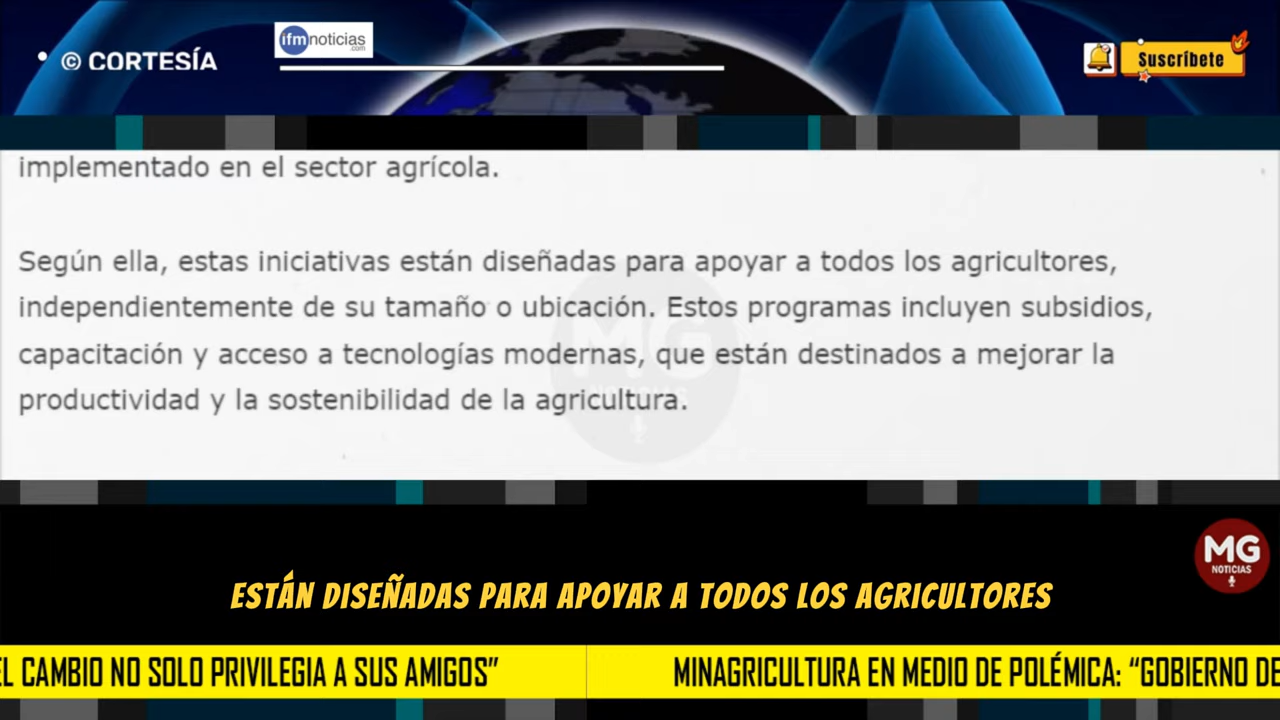 © CORTESÍA
ifmnoticias
.com
Suscríbete
implementado en el sector agrícola.
Según ella, estas iniciativas están diseñadas para apoyar a todos los agricultores,
independientemente de su tamaño o ubicación. Estos programas incluyen subsidios,
capacitación y acceso a tecnologías modernas, que están destinados a mejorar la
productividad y la sostenibilidad de la agricultura.
MG
NOTICIAS
MG
NOTICIAS
ESTÁN DISEÑADAS PARA APOYAR A TODOS LOS AGRICULTORES
EL CAMBIO NO SOLO PRIVILEGIA A SUS AMIGOS” MINAGRICULTURA EN MEDIO DE POLÉMICA: “GOBIERNO DE